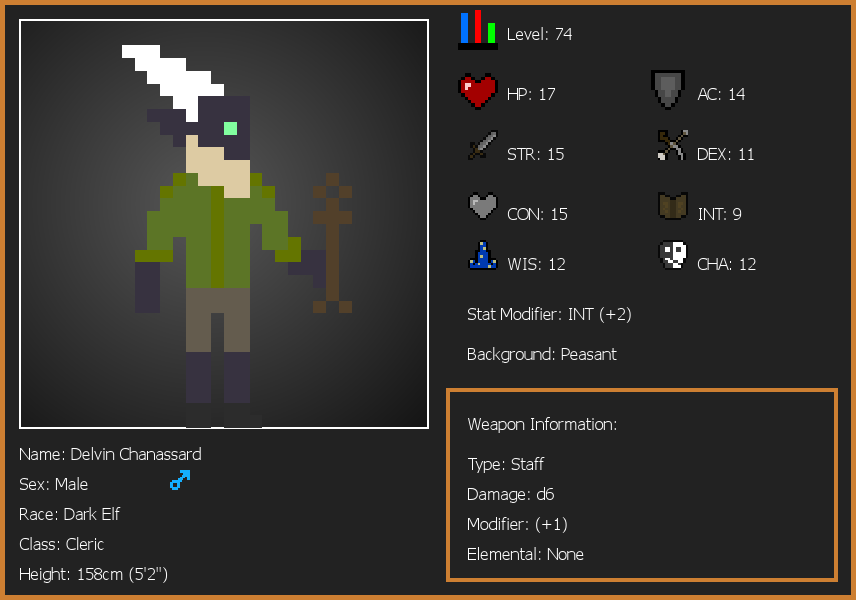 Level: 74
HP: 17
AC: 14
STR: 15
DEX: 11
CON: 15
INT: 9
WIS: 12
CHA: 12
Stat Modifier: INT (+2)
Background: Peasant
Weapon Information:
Type: Staff
Damage: d6
Modifier: (+1)
Elemental: None
Name: Delvin Chanassard
Sex: Male
Race: Dark Elf
Class: Cleric
Height: 158cm (5'2")